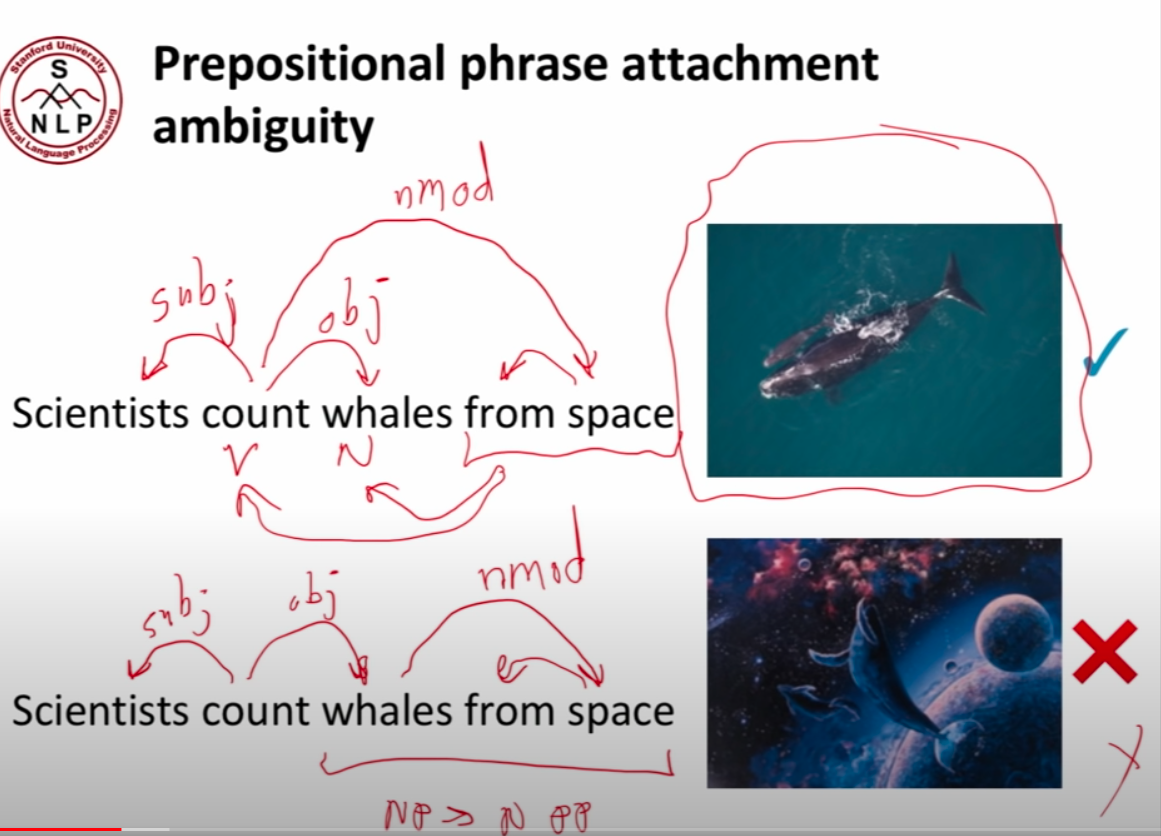 Stanford University
S
NLP
Natural Language Processing
Prepositional phrase attachment
ambiguity
nmod
subj
obj
Scientists count whales from space
V N
nmod
subj
obj
Scientists count whales from space
NP > N PP